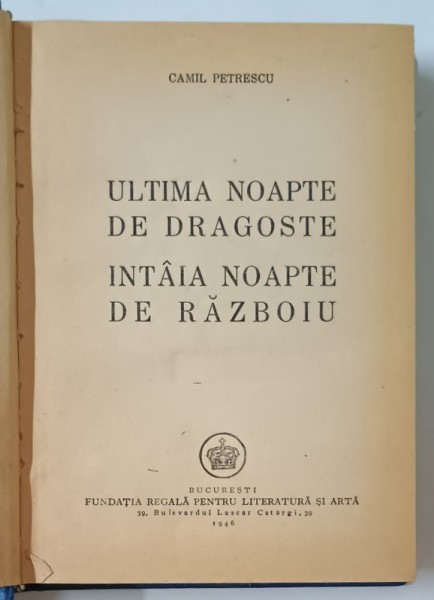 CAMIL PETRESCU
ULTIMA NOAPTE
DE DRAGOSTE
INTÂIA NOAPTE
DE RĂZBOIU
BUCUREȘTI
FUNDAȚIA REGALĂ PENTRU LITERATURĂ ȘI ARTĂ
39, Bulevardul Lascar Catargi, 39
1946